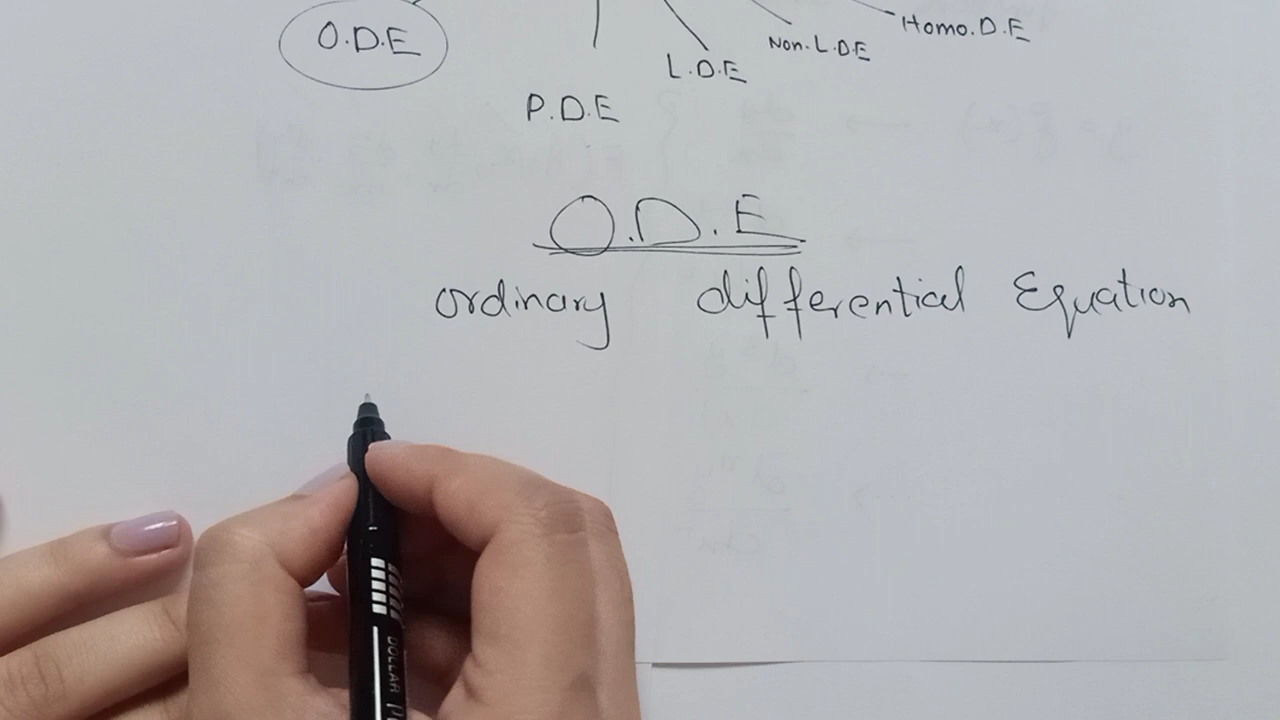 O.D.E
P.D.E
L.D.E
Non.L.D.E
Homo.D.E
O.D.E
ordinary differential Equation
DOLLAR